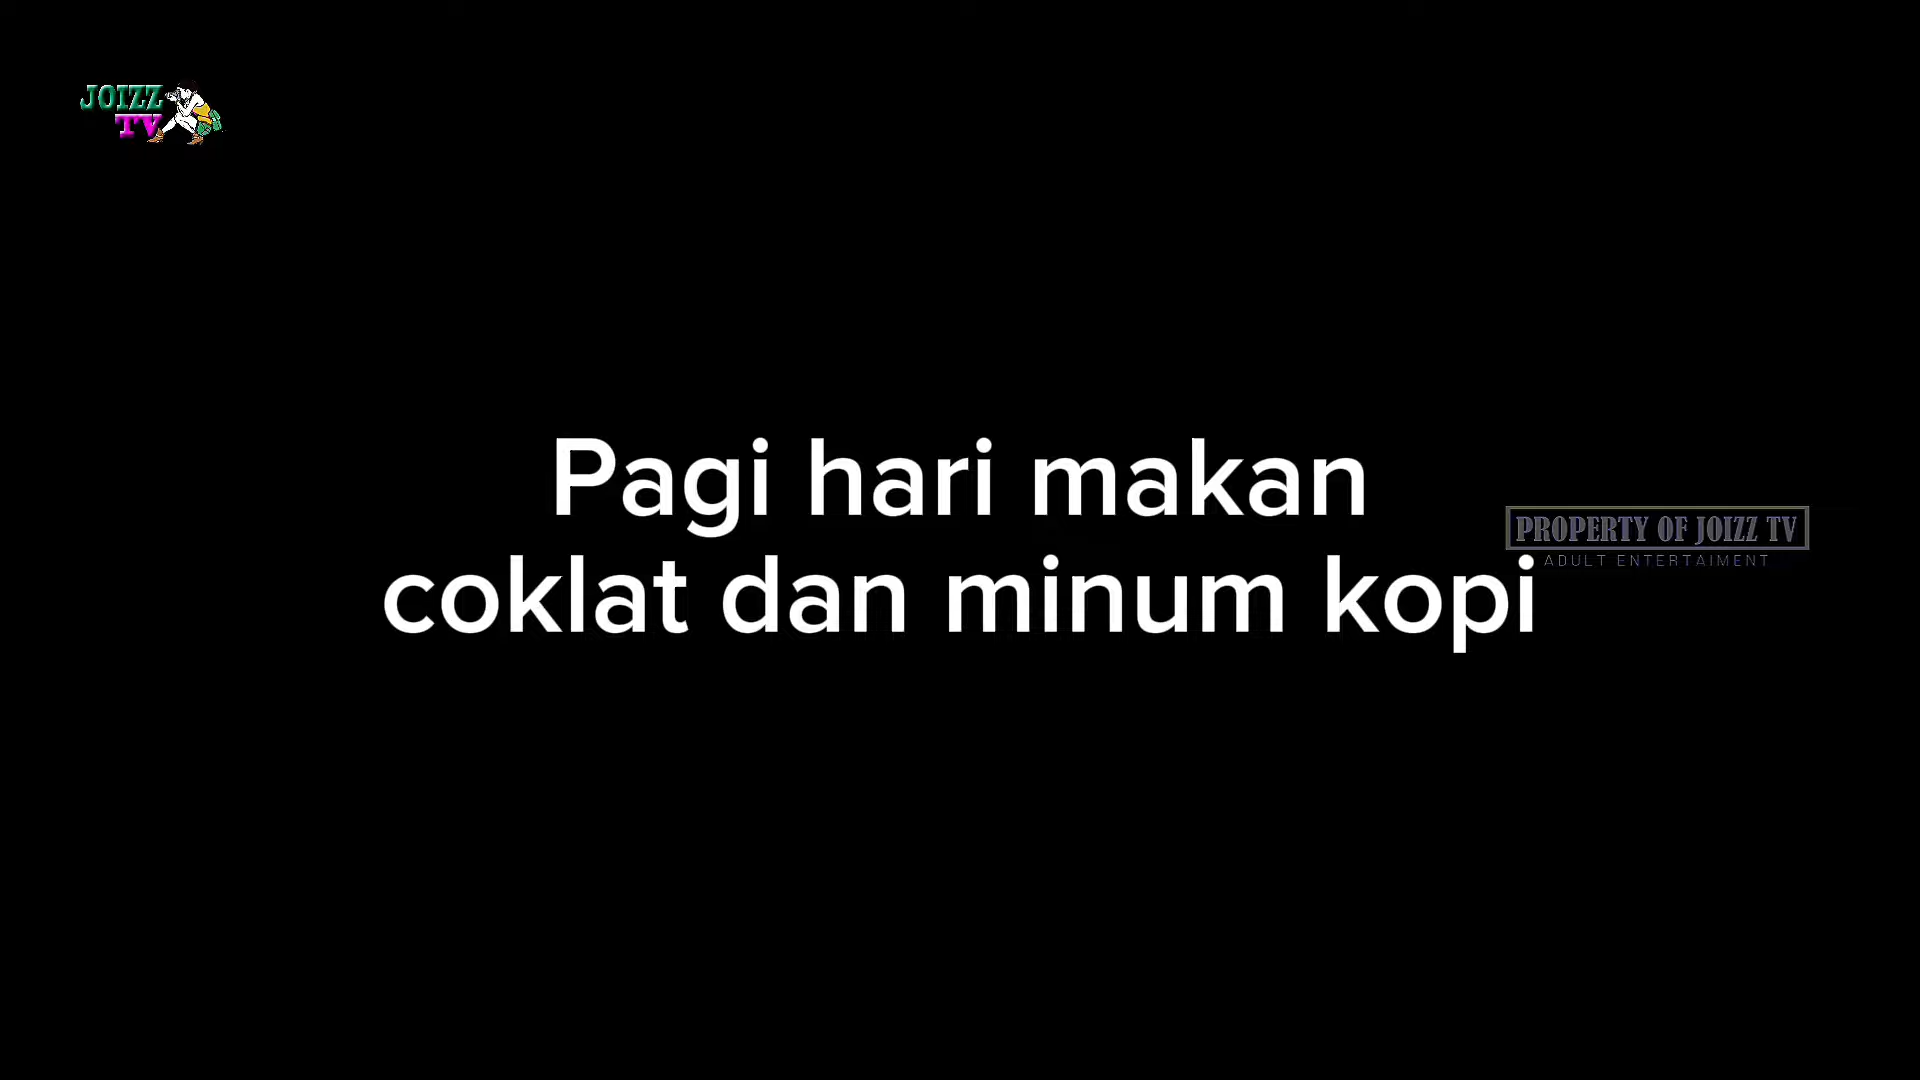 JOIZZ
TV
Pagi hari makan
coklat dan minum kopi
PROPERTY OF JOIZZ TV
ADULT ENTERTAIMENT